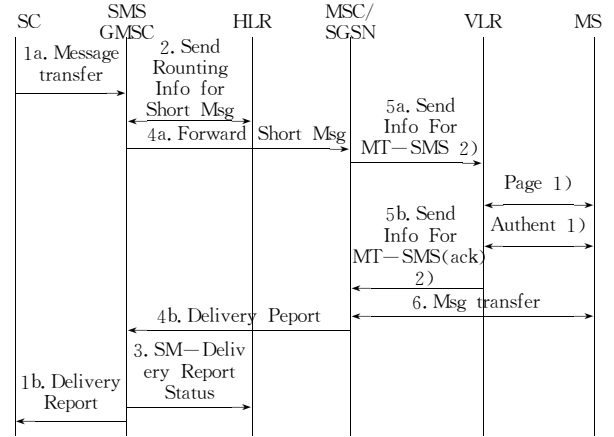 SC
SMS
GMSC
HLR
MSC/
SGSN
VLR
MS
1a. Message
transfer
2. Send
Rounting
Info for
Short Msg
4a. Forward Short Msg
5a. Send
Info For
MT—SMS 2)
Page 1)
Authent 1)
5b. Send
Info For
MT—SMS(ack)
2)
6. Msg transfer
4b. Delivery Peport
3. SM—Deliv
ery Report
Status
1b. Delivery
Report